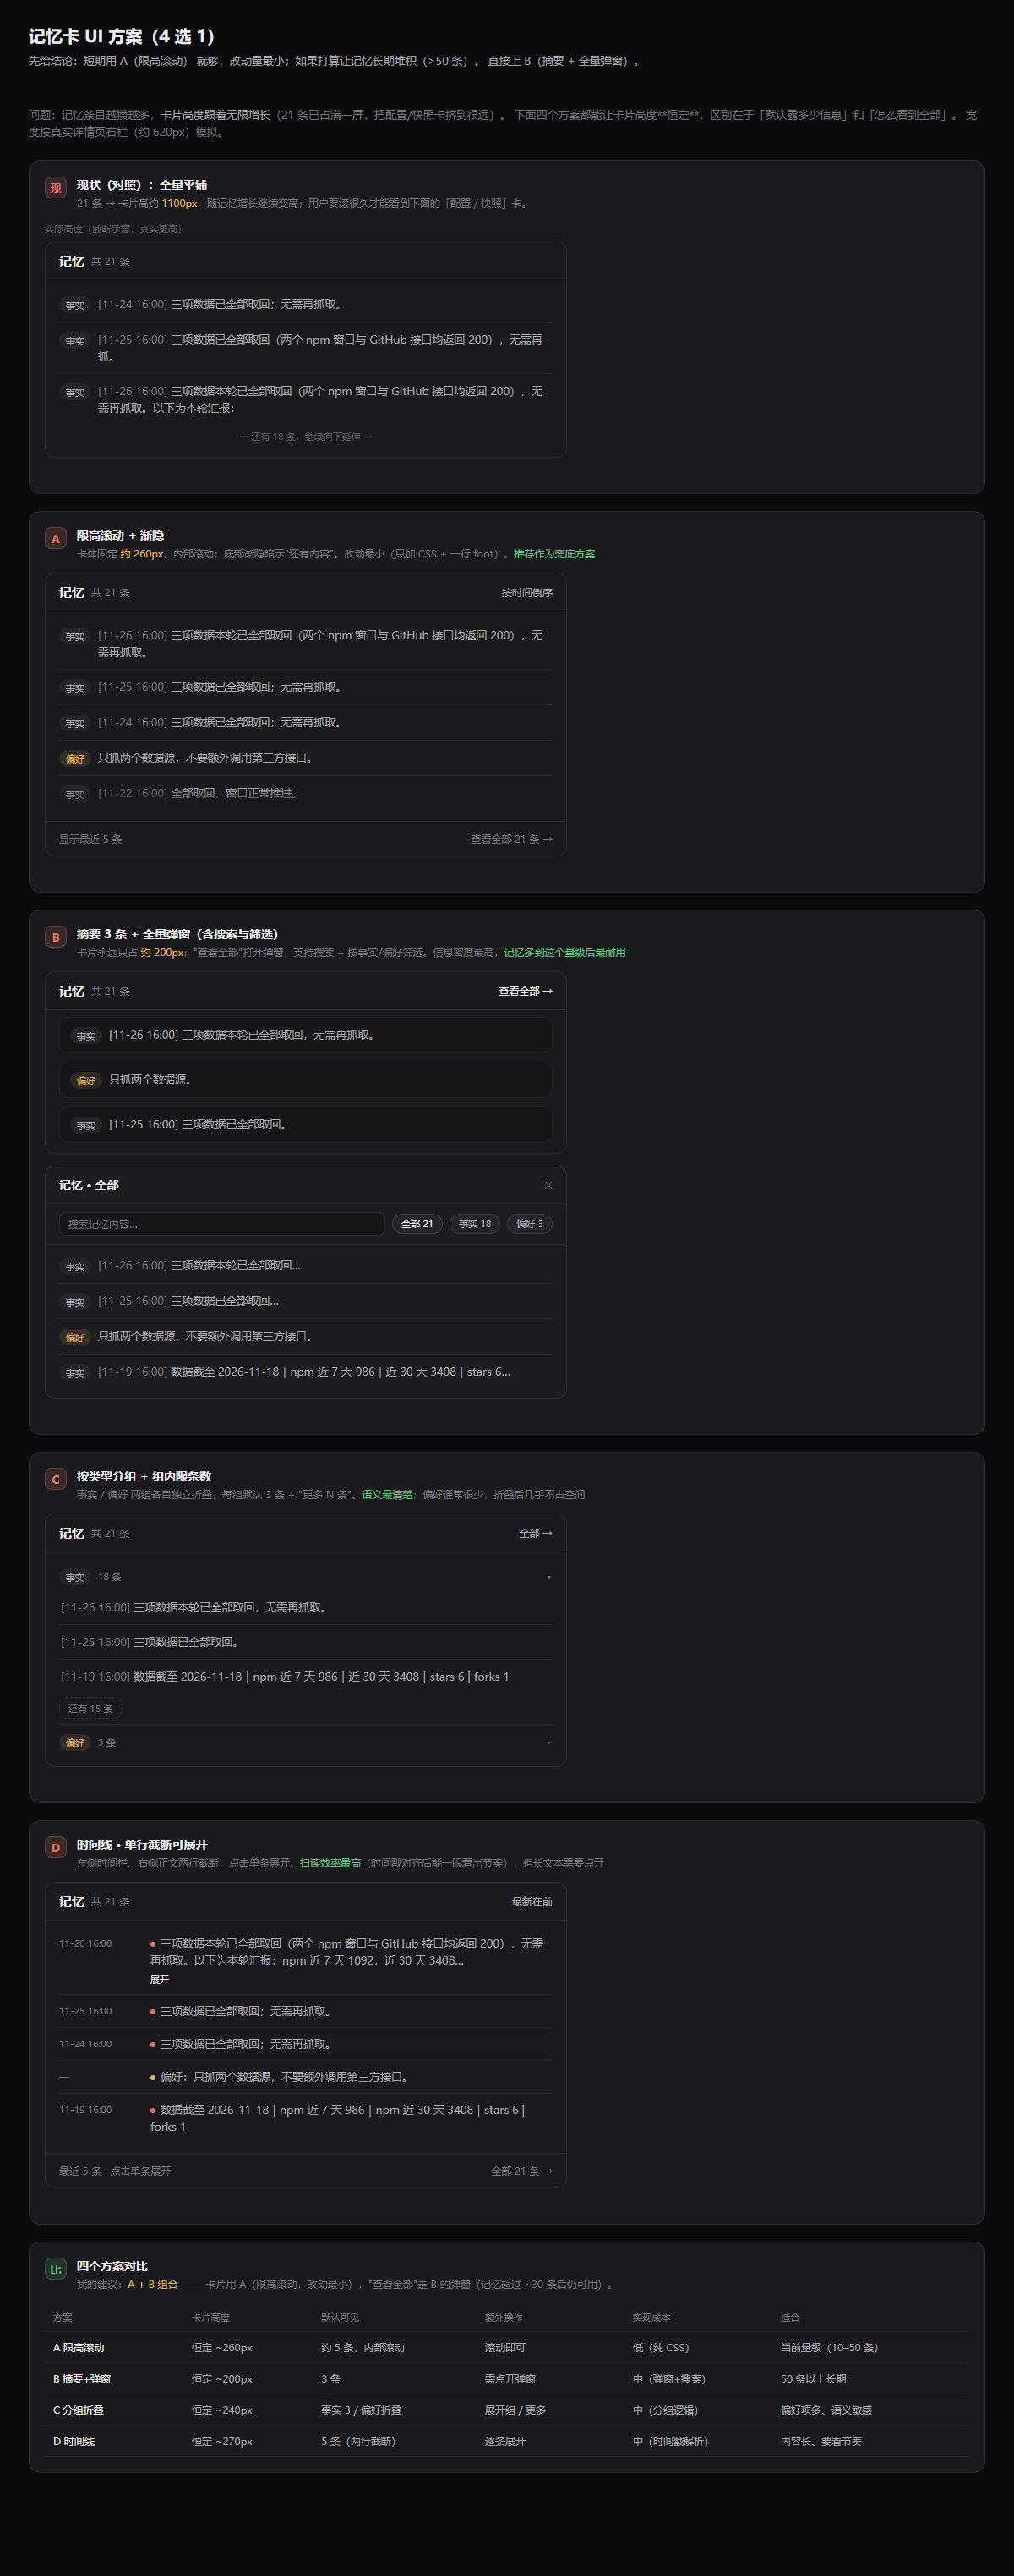 记忆卡 UI 方案（4 选 1）
先给结论：短期用 A（限高滚动） 就够，改动量最小；如果打算让记忆长期堆积（>50 条）， 直接上 B（摘要 + 全量弹窗）。
问题：记忆条目越攒越多，卡片高度跟着无限增长（21 条已占满一屏，把配置/快照卡挤到很远）。 下面四个方案都能让卡片高度**恒定**，区别在于「默认露多少信息」和「怎么看到全部」。 宽
度按真实详情页右栏（约 620px）模拟。
现
现状（对照）：全量平铺
21 条 → 卡片高约 1100px，随记忆增长继续变高；用户要滚很久才能看到下面的「配置 / 快照」卡。
实际高度（截断示意，真实更高）
记忆 共 21 条
事实 [11-24 16:00] 三项数据已全部取回；无需再抓取。
事实 [11-25 16:00] 三项数据已全部取回（两个 npm 窗口与 GitHub 接口均返回 200），无需再
抓。
事实 [11-26 16:00] 三项数据本轮已全部取回（两个 npm 窗口与 GitHub 接口均返回 200），无
需再抓取。以下为本轮汇报：
··· 还有 18 条，继续向下延伸 ···
A
限高滚动 + 渐隐
卡体固定 约 260px，内部滚动；底部渐隐暗示"还有内容"。改动最小（只加 CSS + 一行 foot）。推荐作为兜底方案
记忆 共 21 条 按时间倒序
事实 [11-26 16:00] 三项数据本轮已全部取回（两个 npm 窗口与 GitHub 接口均返回 200），无
需再抓取。
事实 [11-25 16:00] 三项数据已全部取回；无需再抓取。
事实 [11-24 16:00] 三项数据已全部取回；无需再抓取。
偏好 只抓两个数据源，不要额外调用第三方接口。
事实 [11-22 16:00] 全部取回，窗口正常推进。
显示最近 5 条 查看全部 21 条 →
B
摘要 3 条 + 全量弹窗（含搜索与筛选）
卡片永远只占 约 200px；"查看全部"打开弹窗，支持搜索 + 按事实/偏好筛选。信息密度最高，记忆多到这个量级后最耐用
记忆 共 21 条 查看全部 →
事实 [11-26 16:00] 三项数据本轮已全部取回，无需再抓取。
偏好 只抓两个数据源。
事实 [11-25 16:00] 三项数据已全部取回。
记忆 • 全部 ×
搜索记忆内容... 全部 21 事实 18 偏好 3
事实 [11-26 16:00] 三项数据本轮已全部取回...
事实 [11-25 16:00] 三项数据已全部取回...
偏好 只抓两个数据源，不要额外调用第三方接口。
事实 [11-19 16:00] 数据截至 2026-11-18 | npm 近 7 天 986 | 近 30 天 3408 | stars 6...
C
按类型分组 + 组内限条数
事实 / 偏好 两组各自独立折叠，每组默认 3 条 + "更多 N 条"。语义最清楚；偏好通常很少，折叠后几乎不占空间
记忆 共 21 条 全部 →
事实 18 条
[11-26 16:00] 三项数据本轮已全部取回，无需再抓取。
[11-25 16:00] 三项数据已全部取回。
[11-19 16:00] 数据截至 2026-11-18 | npm 近 7 天 986 | 近 30 天 3408 | stars 6 | forks 1
还有 15 条
偏好 3 条
D
时间线 • 单行截断可展开
左侧时间栏、右侧正文两行截断，点击单条展开。扫读效率最高（时间戳对齐后能一眼看出节奏），但长文本需要点开
记忆 共 21 条 最新在前
11-26 16:00 三项数据本轮已全部取回（两个 npm 窗口与 GitHub 接口均返回 200），无需
再抓取。以下为本轮汇报：npm 近 7 天 1092，近 30 天 3408...
展开
11-25 16:00 三项数据已全部取回；无需再抓取。
11-24 16:00 三项数据已全部取回；无需再抓取。
— 偏好：只抓两个数据源，不要额外调用第三方接口。
11-19 16:00 数据截至 2026-11-18 | npm 近 7 天 986 | npm 近 30 天 3408 | stars 6 |
forks 1
最近 5 条 · 点击单条展开 全部 21 条 →
比
四个方案对比
我的建议：A + B 组合 —— 卡片用 A（限高滚动，改动最小），"查看全部"走 B 的弹窗（记忆超过 ~30 条后仍可用）。
方案 卡片高度 默认可见 额外操作 实现成本 适合
A 限高滚动 恒定 ~260px 约 5 条，内部滚动 滚动即可 低（纯 CSS） 当前量级（10–50 条）
B 摘要+弹窗 恒定 ~200px 3 条 需点开弹窗 中（弹窗+搜索） 50 条以上长期
C 分组折叠 恒定 ~240px 事实 3 / 偏好折叠 展开组 / 更多 中（分组逻辑） 偏好项多、语义敏感
D 时间线 恒定 ~270px 5 条（两行截断） 逐条展开 中（时间戳解析） 内容长、要看节奏